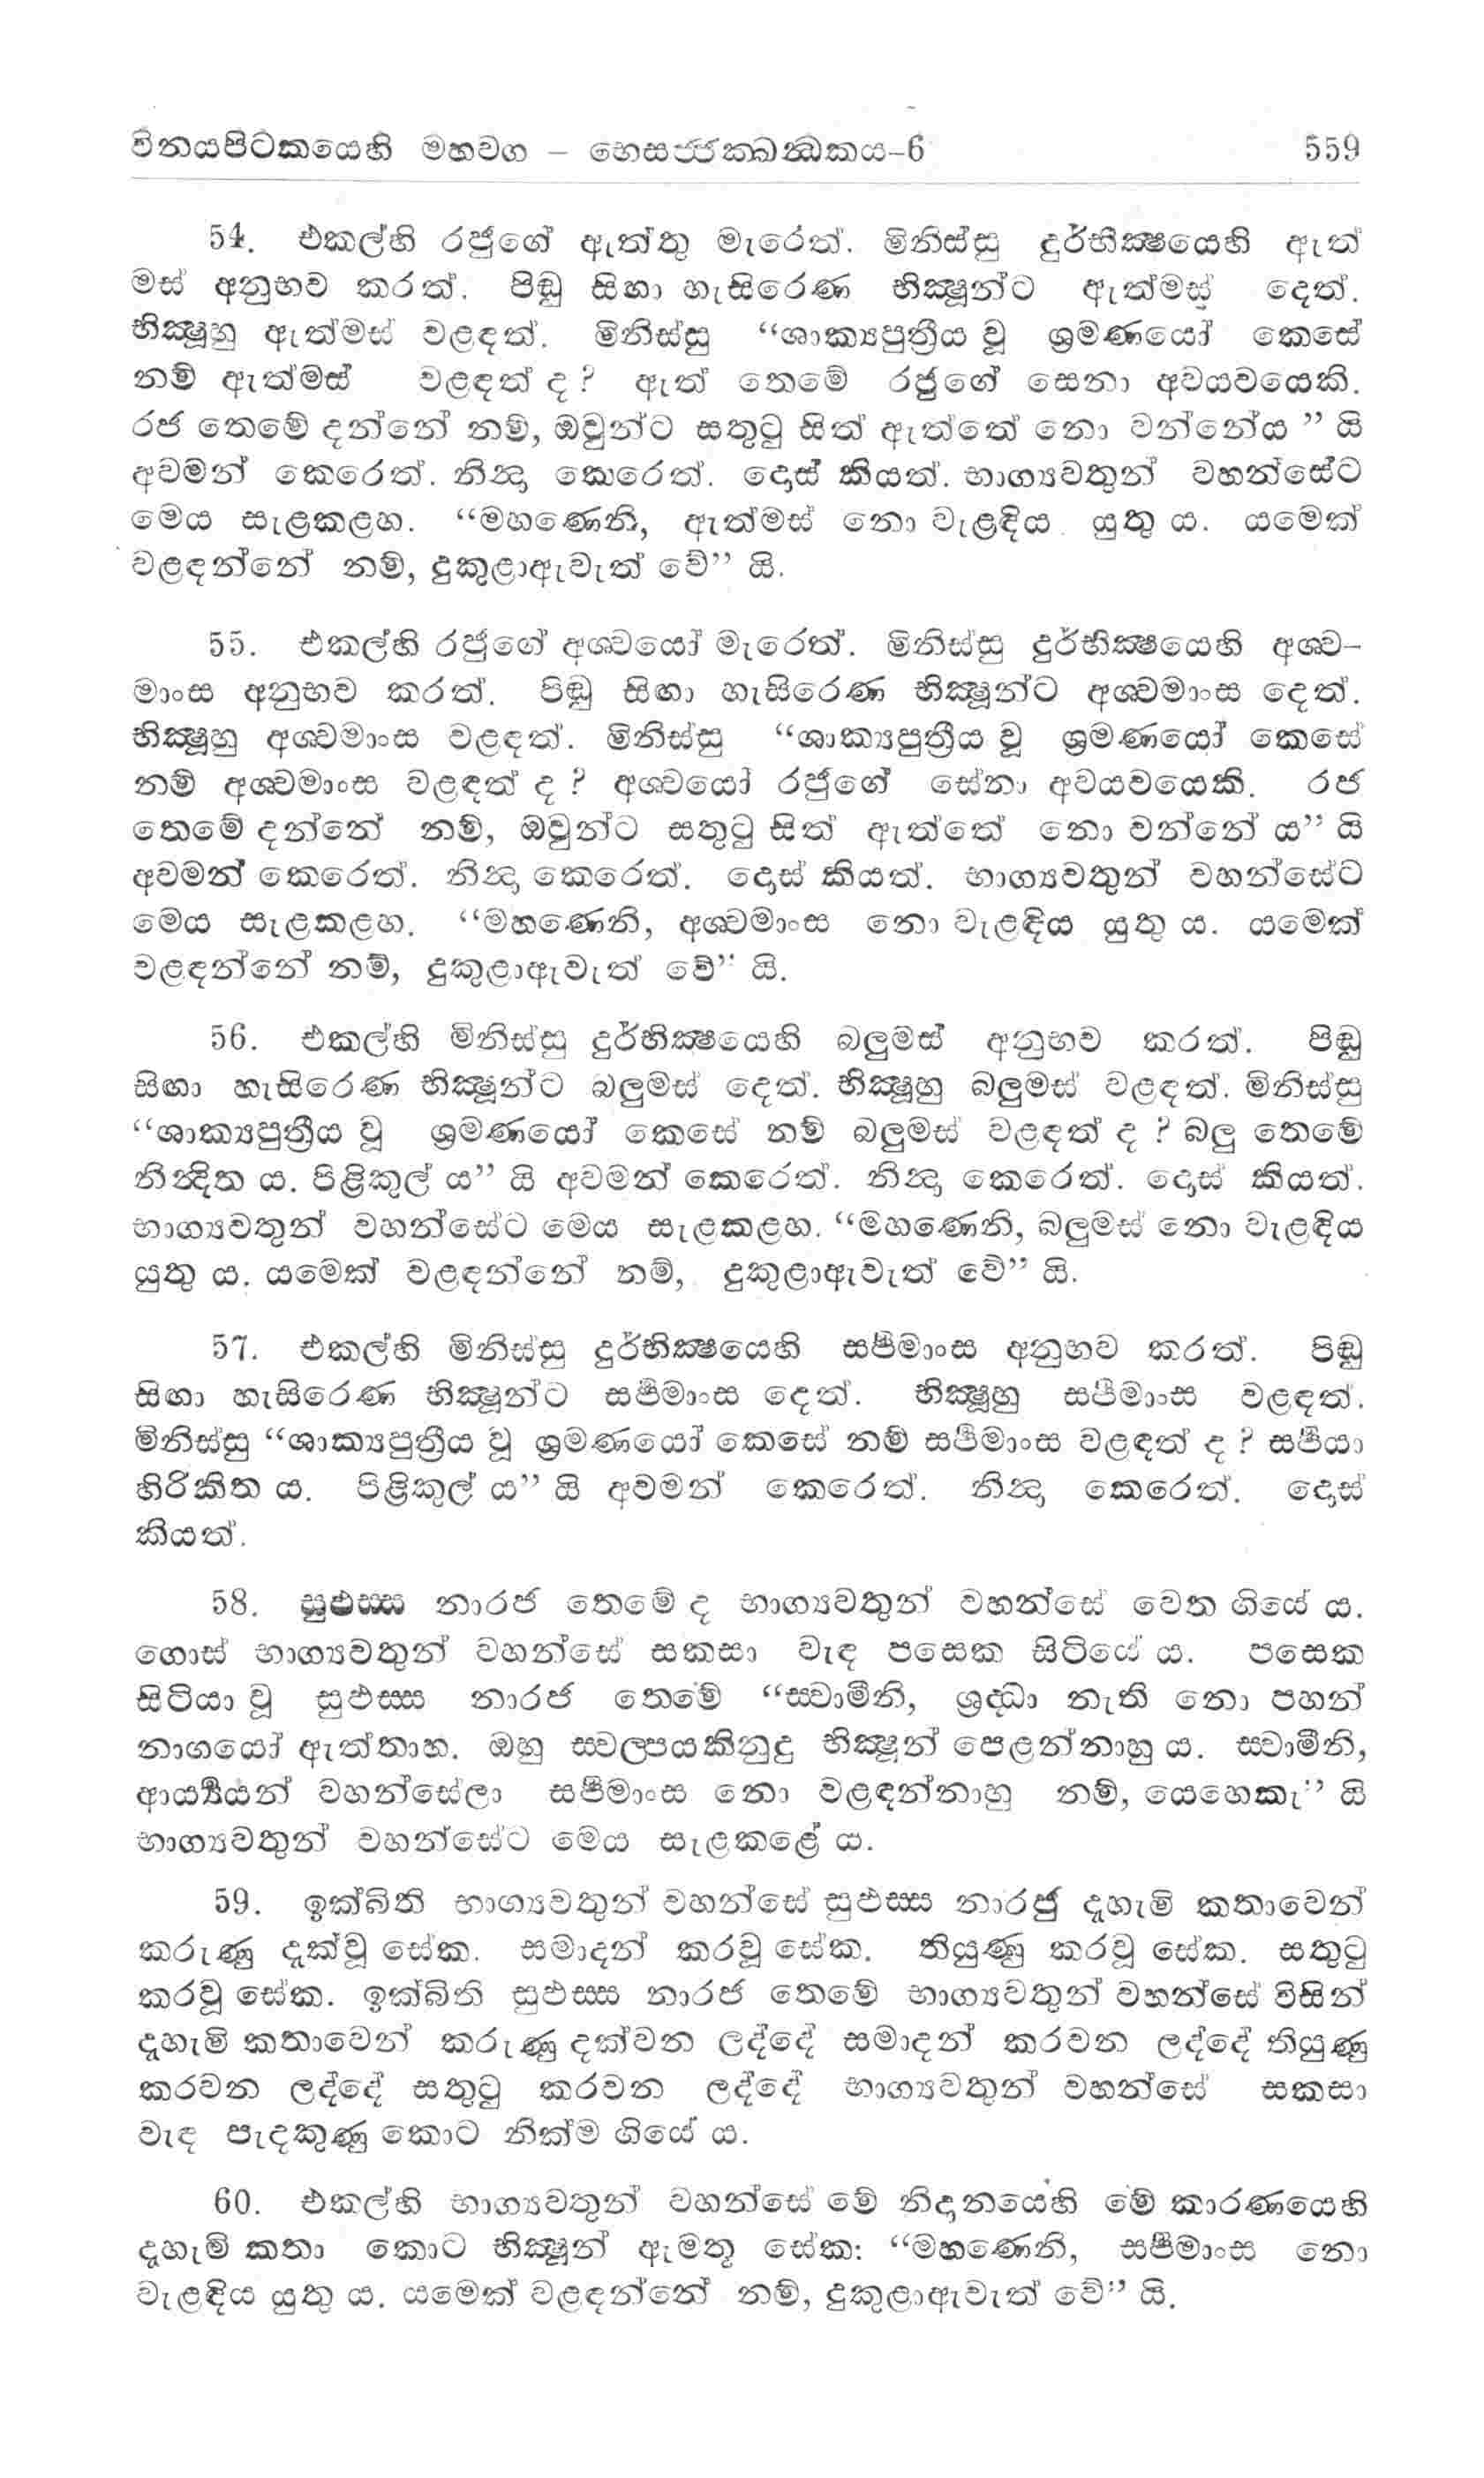 විනයපිටකයෙහි මහවග – භෙසජ්ජක්ඛන්ධකය-6 559
54. එකල්හි රජුගේ ඇත්තු මැරෙත්. මිනිස්සු දුර්භික්ෂයෙහි ඇත්
මස් අනුභව කරත්. පිඬු සිඟා හැසිරෙණ භික්ෂූන්ට ඇත්මස් දෙත්.
භික්ෂූහු ඇත්මස් වළඳත්. මිනිස්සු “ශාක්‍යපුත්‍රීය වූ ශ්‍රමණයෝ කෙසේ
නම් ඇත්මස් වළඳත් ද? ඇත් තෙමේ රජුගේ සෙනා අවයවයෙකි.
රජ තෙමේ දන්නේ නම්, ඔවුන්ට සතුටු සිත් ඇත්තේ නො වන්නේය ” යි
අවමන් කෙරෙත්. නින්දා කෙරෙත්. දොස් කියත්. භාග්‍යවතුන් වහන්සේට
මෙය සැළකළහ. “මහණෙනි, ඇත්මස් නො වැළඳිය යුතු ය. යමෙක්
වළඳන්නේ නම්, දුකුළාඇවැත් වේ” යි.
55. එකල්හි රජුගේ අශ්වයෝ මැරෙත්. මිනිස්සු දුර්භික්ෂයෙහි අශ්ව–
මාංස අනුභව කරත්. පිඬු සිඟා හැසිරෙණ භික්ෂූන්ට අශ්වමාංස දෙත්.
භික්ෂූහු අශ්වමාංස වළඳත්. මිනිස්සු “ශාක්‍යපුත්‍රීය වූ ශ්‍රමණයෝ කෙසේ
නම් අශ්වමාංස වළඳත් ද ? අශ්වයෝ රජුගේ සේනා අවයවයෙකි. රජ
තෙමේ දන්නේ නම්, ඔවුන්ට සතුටු සිත් ඇත්තේ නො වන්නේ ය” යි
අවමන් කෙරෙත්. නින්දා කෙරෙත්. දොස් කියත්. භාග්‍යවතුන් වහන්සේට
මෙය සැළකළහ. “මහණෙනි, අශ්වමාංස නො වැළඳිය යුතු ය. යමෙක්
වළඳන්නේ නම්, දුකුළාඇවැත් වේ” යි.
56. එකල්හි මිනිස්සු දුර්භික්ෂයෙහි බලුමස් අනුභව කරත්. පිඬු
සිඟා හැසිරෙණ භික්ෂූන්ට බලුමස් දෙත්. භික්ෂූහු බලුමස් වළඳත්. මිනිස්සු
“ශාක්‍යපුත්‍රීය වූ ශ්‍රමණයෝ කෙසේ නම් බලුමස් වළඳත් ද ? බලු තෙමේ
නින්දිත ය. පිළිකුල් ය” යි අවමන් කෙරෙත්. නින්දා කෙරෙත්. දොස් කියත්.
භාග්‍යවතුන් වහන්සේට මෙය සැළකළහ. “මහණෙනි, බලුමස් නො වැළඳිය
යුතු ය. යමෙක් වළඳන්නේ නම්, දුකුළාඇවැත් වේ” යි.
57. එකල්හි මිනිස්සු දුර්භික්ෂයෙහි සර්‍පමාංස අනුභව කරත්. පිඬු
සිඟා හැසිරෙණ භික්ෂූන්ට සර්‍පමාංස දෙත්. භික්ෂූහු සර්‍පමාංස වළඳත්.
මිනිස්සු “ශාක්‍යපුත්‍රීය වූ ශ්‍රමණයෝ කෙසේ නම් සර්‍පමාංස වළඳත් ද ? සර්‍පයා
හිරිකිත ය. පිළිකුල් ය” යි අවමන් කෙරෙත්. නින්දා කෙරෙත්. දොස්
කියත්.
58. සුඵස්ස නාරජ තෙමේ ද භාග්‍යවතුන් වහන්සේ වෙත ගියේ ය.
ගොස් භාග්‍යවතුන් වහන්සේ සකසා වැඳ පසෙක සිටියේ ය. පසෙක
සිටියා වූ සුඵස්ස නාරජ තෙමේ “ස්වාමීනි, ශ්‍රද්ධා නැති නො පහන්
නාගයෝ ඇත්තාහ. ඔහු ස්වල්පයකිනුදු භික්ෂූන් පෙළන්නාහු ය. ස්වාමීනි,
ආර්‍ය්‍යයන් වහන්සේලා සර්‍පමාංස නො වළඳන්නාහු නම්, යෙහෙකැ” යි
භාග්‍යවතුන් වහන්සේට මෙය සැළකළේ ය.
59. ඉක්බිති භාග්‍යවතුන් වහන්සේ සුඵස්ස නාරජු දැහැමි කතාවෙන්
කරුණු දැක්වූ සේක. සමාදන් කරවූ සේක. තියුණු කරවූ සේක. සතුටු
කරවූ සේක. ඉක්බිති සුඵස්ස නාරජ තෙමේ භාග්‍යවතුන් වහන්සේ විසින්
දැහැමි කතාවෙන් කරුණු දක්වන ලද්දේ සමාදන් කරවන ලද්දේ තියුණු
කරවන ලද්දේ සතුටු කරවන ලද්දේ භාග්‍යවතුන් වහන්සේ සකසා
වැඳ පැදකුණු කොට නික්ම ගියේ ය.
60. එකල්හි භාග්‍යවතුන් වහන්සේ මේ නිදානයෙහි මේ කාරණයෙහි
දැහැමි කතා කොට භික්ෂූන් ඇමතූ සේක: “මහණෙනි, සර්‍පමාංස නො
වැළඳිය යුතු ය. යමෙක් වළඳන්නේ නම්, දුකුළාඇවැත් වේ” යි.